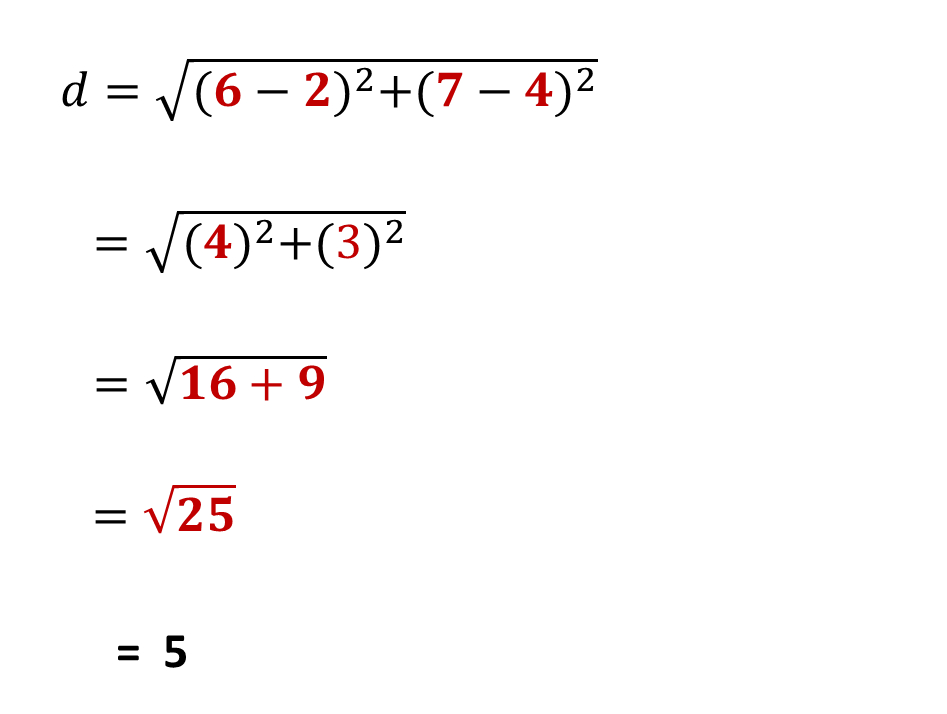 d = √((6 − 2)²+(7 − 4)²)
= √((4)²+(3)²)
= √(16 + 9)
= √25
= 5